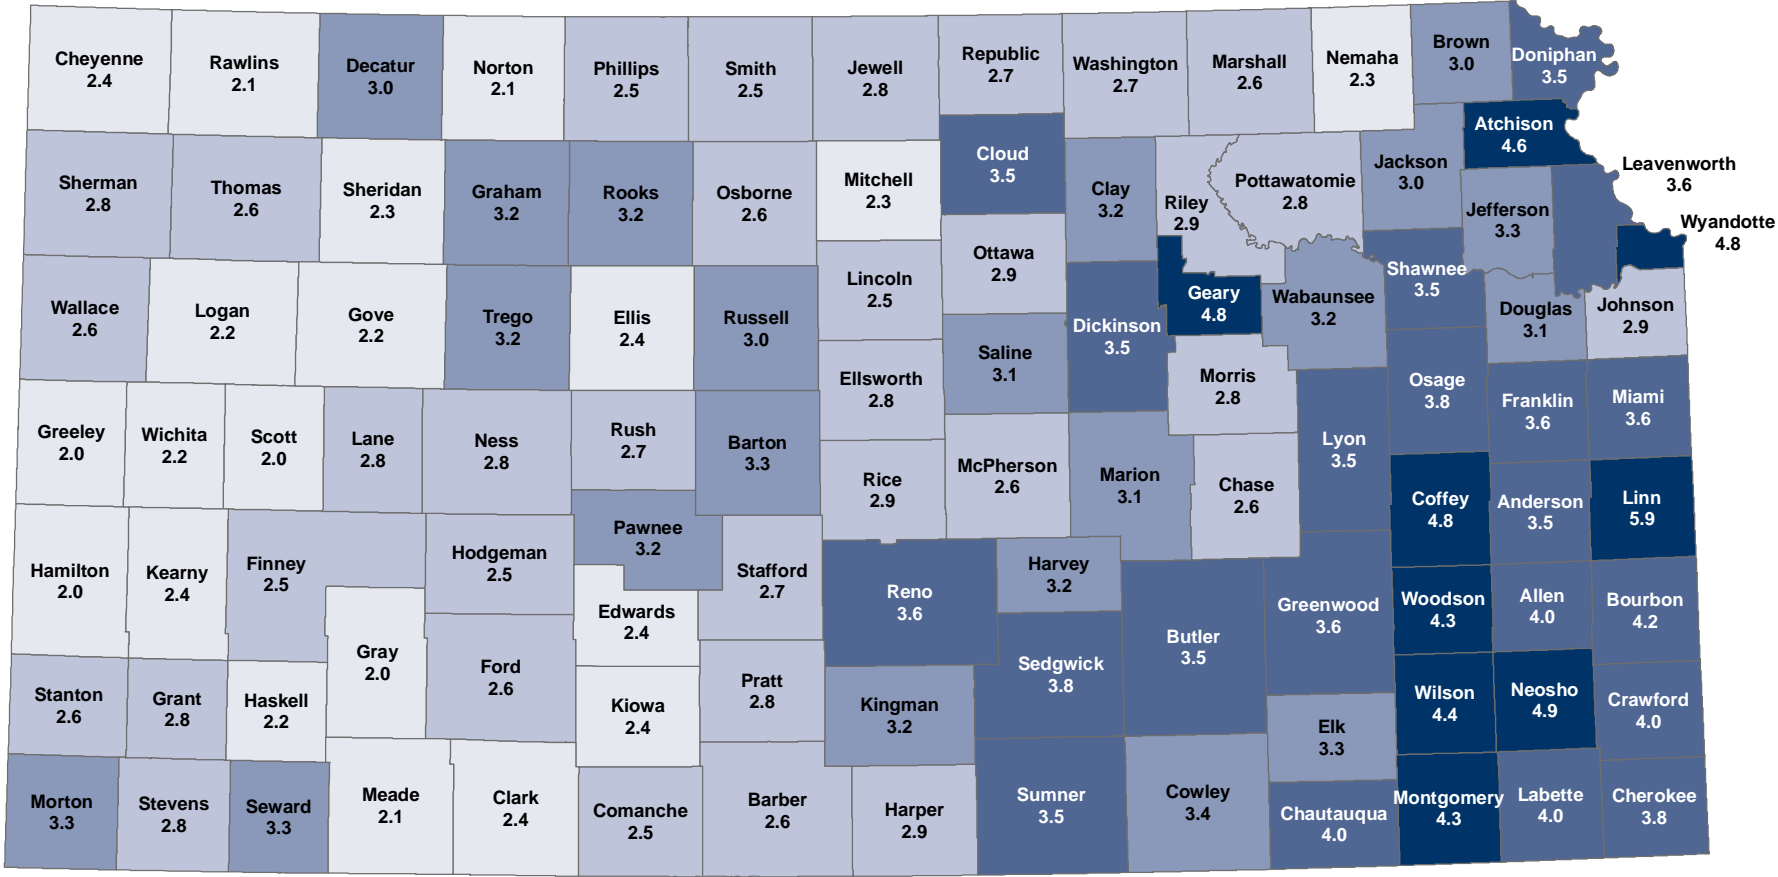 Cheyenne
2.4
Rawlins
2.1
Decatur
3.0
Norton
2.1
Phillips
2.5
Smith
2.5
Jewell
2.8
Republic
2.7
Washington
2.7
Marshall
2.6
Nemaha
2.3
Brown
3.0
Doniphan
3.5
Sherman
2.8
Thomas
2.6
Sheridan
2.3
Graham
3.2
Rooks
3.2
Osborne
2.6
Mitchell
2.3
Cloud
3.5
Clay
3.2
Riley
2.9
Pottawatomie
2.8
Jackson
3.0
Atchison
4.6
Jefferson
3.3
Leavenworth
3.6
Wyandotte
4.8
Wallace
2.6
Logan
2.2
Gove
2.2
Trego
3.2
Ellis
2.4
Russell
3.0
Lincoln
2.5
Ottawa
2.9
Saline
3.1
Dickinson
3.5
Geary
4.8
Wabaunsee
3.2
Shawnee
3.5
Douglas
3.1
Johnson
2.9
Greeley
2.0
Wichita
2.2
Scott
2.0
Lane
2.8
Ness
2.8
Rush
2.7
Barton
3.3
Ellsworth
2.8
Rice
2.9
McPherson
2.6
Marion
3.1
Morris
2.8
Chase
2.6
Lyon
3.5
Osage
3.8
Franklin
3.6
Miami
3.6
Coffey
4.8
Anderson
3.5
Linn
5.9
Hamilton
2.0
Kearny
2.4
Finney
2.5
Hodgeman
2.5
Pawnee
3.2
Edwards
2.4
Stafford
2.7
Reno
3.6
Harvey
3.2
Sedgwick
3.8
Butler
3.5
Greenwood
3.6
Woodson
4.3
Allen
4.0
Bourbon
4.2
Stanton
2.6
Grant
2.8
Haskell
2.2
Gray
2.0
Ford
2.6
Kiowa
2.4
Pratt
2.8
Kingman
3.2
Elk
3.3
Wilson
4.4
Neosho
4.9
Crawford
4.0
Morton
3.3
Stevens
2.8
Seward
3.3
Meade
2.1
Clark
2.4
Comanche
2.5
Barber
2.6
Harper
2.9
Sumner
3.5
Cowley
3.4
Chautauqua
4.0
Montgomery
4.3
Labette
4.0
Cherokee
3.8